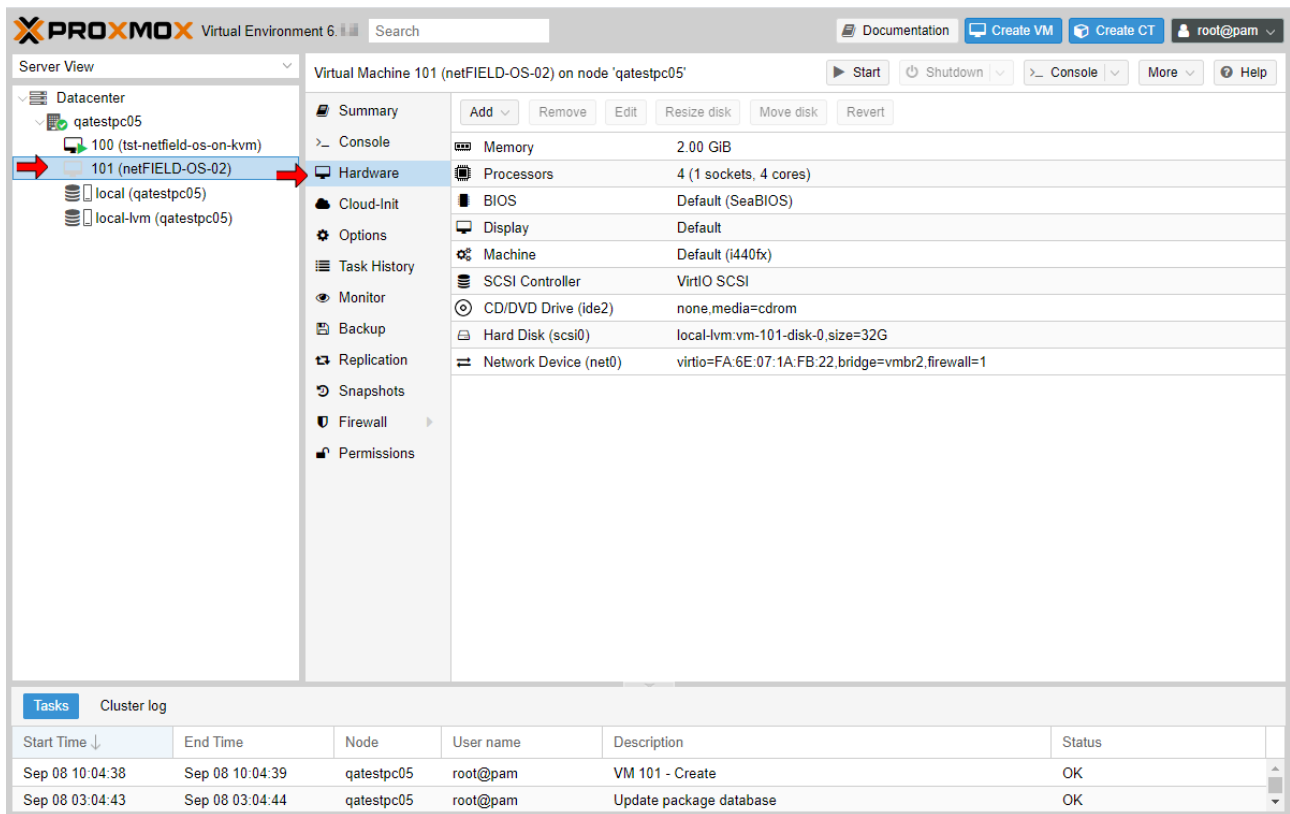 PROXMOX Virtual Environment 6. Search Documentation Create VM Create CT root@pam
Server View
Datacenter
qatestpc05
100 (tst-netfield-os-on-kvm)
101 (netFIELD-OS-02)
local (qatestpc05)
local-lvm (qatestpc05)
Virtual Machine 101 (netFIELD-OS-02) on node 'qatestpc05' Start Shutdown >_ Console More Help
Summary
>_ Console
Hardware
Cloud-Init
Options
Task History
Monitor
Backup
Replication
Snapshots
Firewall
Permissions
Add Remove Edit Resize disk Move disk Revert
Memory 2.00 GiB
Processors 4 (1 sockets, 4 cores)
BIOS Default (SeaBIOS)
Display Default
Machine Default (i440fx)
SCSI Controller VirtIO SCSI
CD/DVD Drive (ide2) none,media=cdrom
Hard Disk (scsi0) local-lvm:vm-101-disk-0,size=32G
Network Device (net0) virtio=FA:6E:07:1A:FB:22,bridge=vmbr2,firewall=1
Tasks Cluster log
Start Time End Time Node User name Description Status
Sep 08 10:04:38 Sep 08 10:04:39 qatestpc05 root@pam VM 101 - Create OK
Sep 08 03:04:43 Sep 08 03:04:44 qatestpc05 root@pam Update package database OK